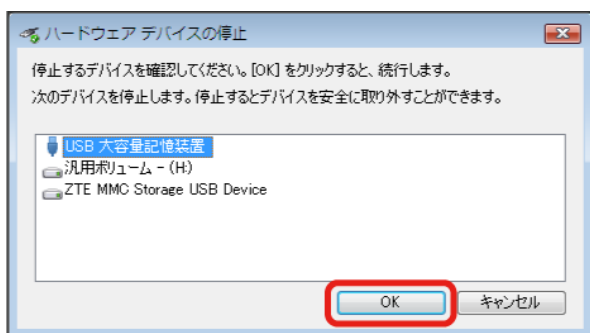 ハードウェア デバイスの停止
停止するデバイスを確認してください。[OK] をクリックすると、続行します。
次のデバイスを停止します。停止するとデバイスを安全に取り外すことができます。
USB 大容量記憶装置
汎用ボリューム - (H:)
ZTE MMC Storage USB Device
OK
キャンセル